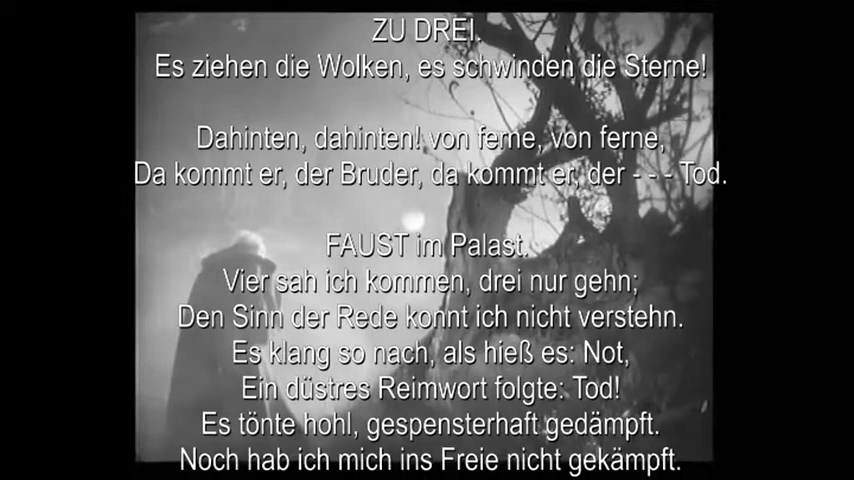 ZU DREI.
Es ziehen die Wolken, es schwinden die Sterne!
Dahinten, dahinten! von ferne, von ferne,
Da kommt er, der Bruder, da kommt er, der - - - Tod.
FAUST im Palast.
Vier sah ich kommen, drei nur gehn;
Den Sinn der Rede konnt ich nicht verstehn.
Es klang so nach, als hieß es: Not,
Ein düstres Reimwort folgte: Tod!
Es tönte hohl, gespensterhaft gedämpft.
Noch hab ich mich ins Freie nicht gekämpft.